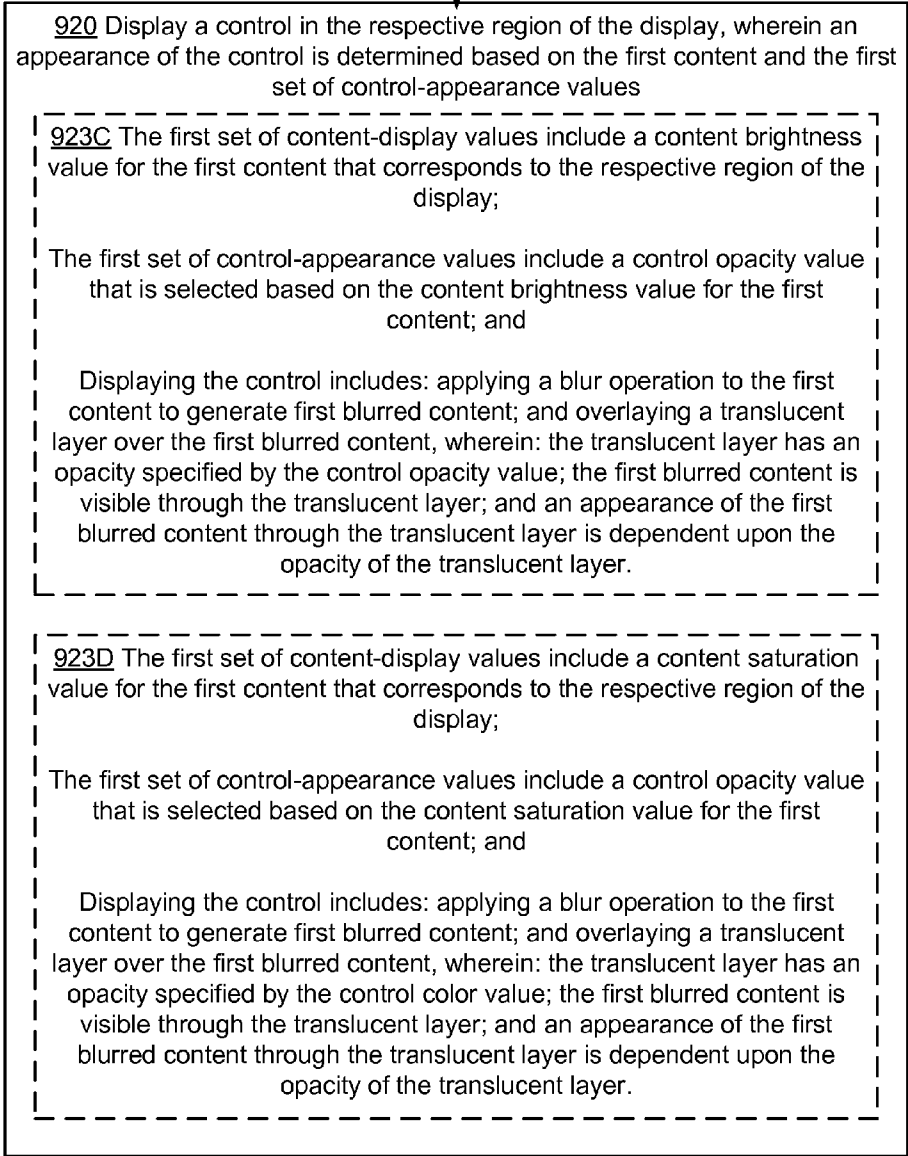 920 Display a control in the respective region of the display, wherein an
appearance of the control is determined based on the first content and the first
set of control-appearance values
923C The first set of content-display values include a content brightness
value for the first content that corresponds to the respective region of the
display;
The first set of control-appearance values include a control opacity value
that is selected based on the content brightness value for the first
content; and
Displaying the control includes: applying a blur operation to the first
content to generate first blurred content; and overlaying a translucent
layer over the first blurred content, wherein: the translucent layer has an
opacity specified by the control opacity value; the first blurred content is
visible through the translucent layer; and an appearance of the first
blurred content through the translucent layer is dependent upon the
opacity of the translucent layer.
923D The first set of content-display values include a content saturation
value for the first content that corresponds to the respective region of the
display;
The first set of control-appearance values include a control opacity value
that is selected based on the content saturation value for the first
content; and
Displaying the control includes: applying a blur operation to the first
content to generate first blurred content; and overlaying a translucent
layer over the first blurred content, wherein: the translucent layer has an
opacity specified by the control color value; the first blurred content is
visible through the translucent layer; and an appearance of the first
blurred content through the translucent layer is dependent upon the
opacity of the translucent layer.